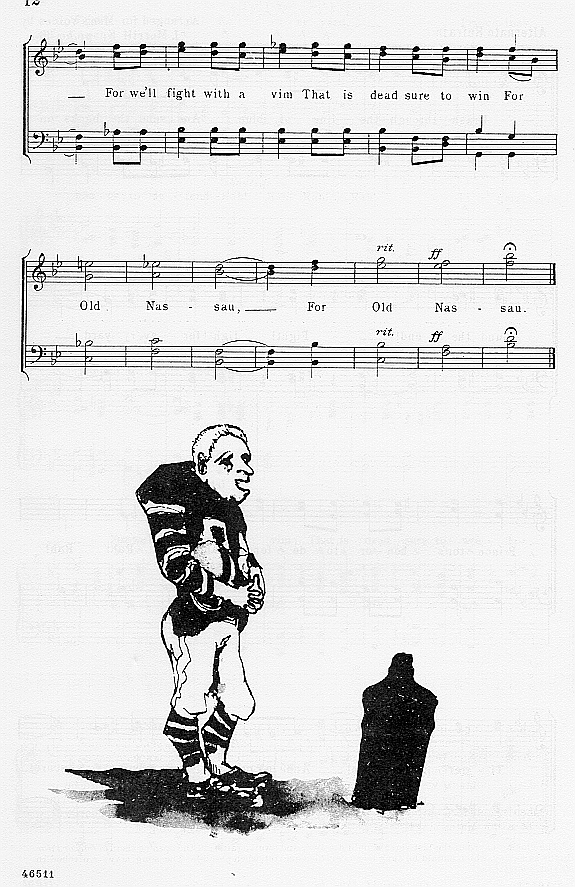 12
— For we'll fight with a vim That is dead sure to win For
rit. ff
Old Nas - sau, — For Old Nas - sau.
rit. ff
46511